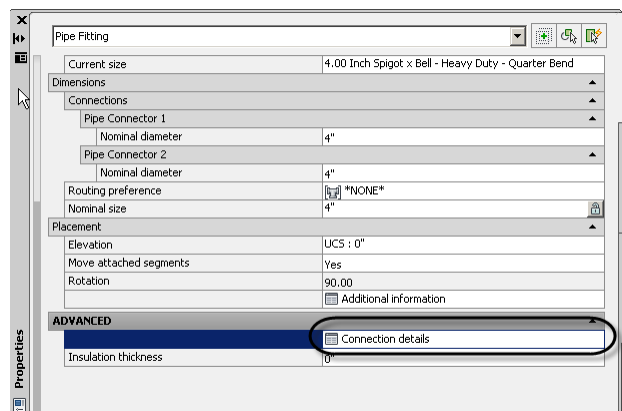 Pipe Fitting
Current size 4.00 Inch Spigot x Bell - Heavy Duty - Quarter Bend
Dimensions
Connections
Pipe Connector 1
Nominal diameter 4"
Pipe Connector 2
Nominal diameter 4"
Routing preference *NONE*
Nominal size 4"
Placement
Elevation UCS : 0"
Move attached segments Yes
Rotation 90.00
Additional information
ADVANCED
Connection details
Insulation thickness 0"
Properties